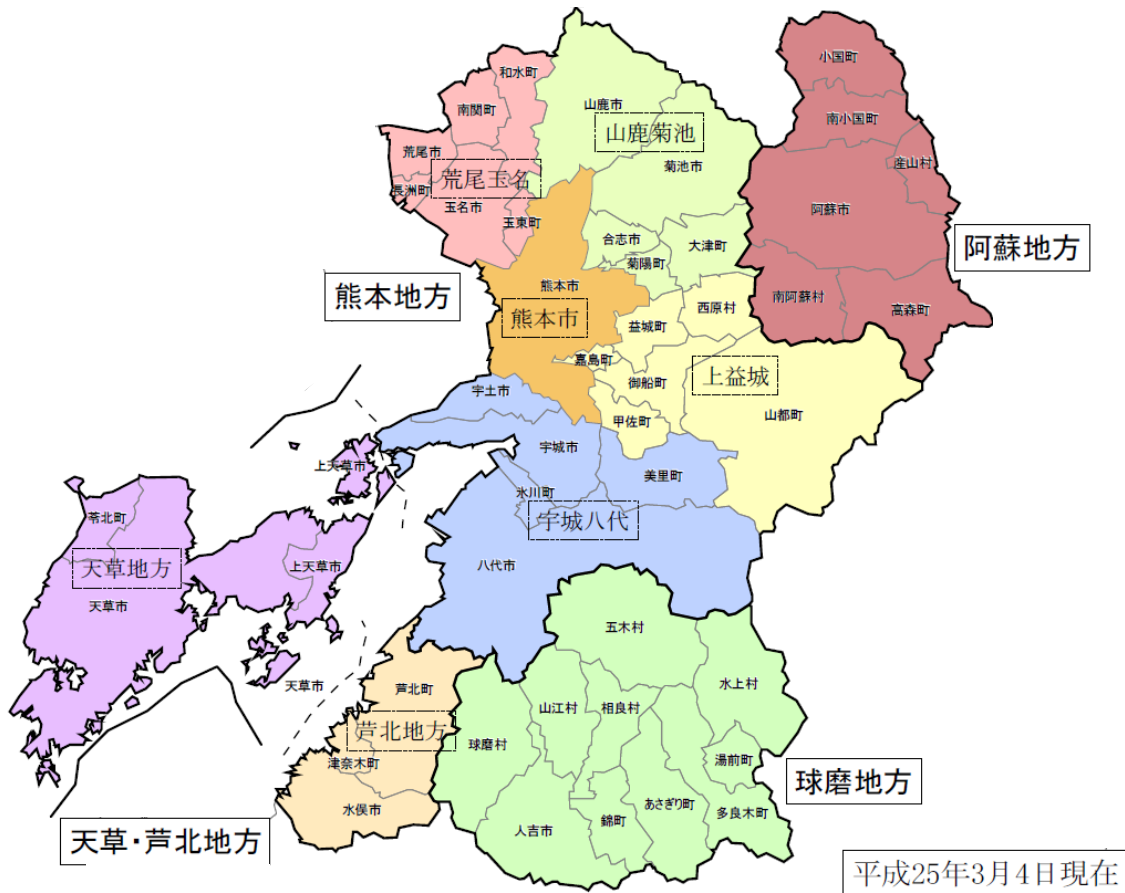 小国町
和水町
南小国町
山鹿市
南関町
山鹿菊池
荒尾市
菊池市
産山村
長洲町
荒尾玉名
玉名市
玉東町
阿蘇市
合志市
大津町
菊陽町
阿蘇地方
熊本地方
熊本市
熊本市
西原村
南阿蘇村
高森町
益城町
嘉島町
御船町
上益城
宇土市
甲佐町
山都町
宇城市
上天草市
美里町
氷川町
宇城八代
苓北町
天草地方
上天草市
八代市
天草市
五木村
天草市
芦北町
水上村
山江村
相良村
芦北地方
球磨村
津奈木町
湯前町
球磨地方
水俣市
あさぎり町
多良木町
人吉市
錦町
天草・芦北地方
平成25年3月4日現在